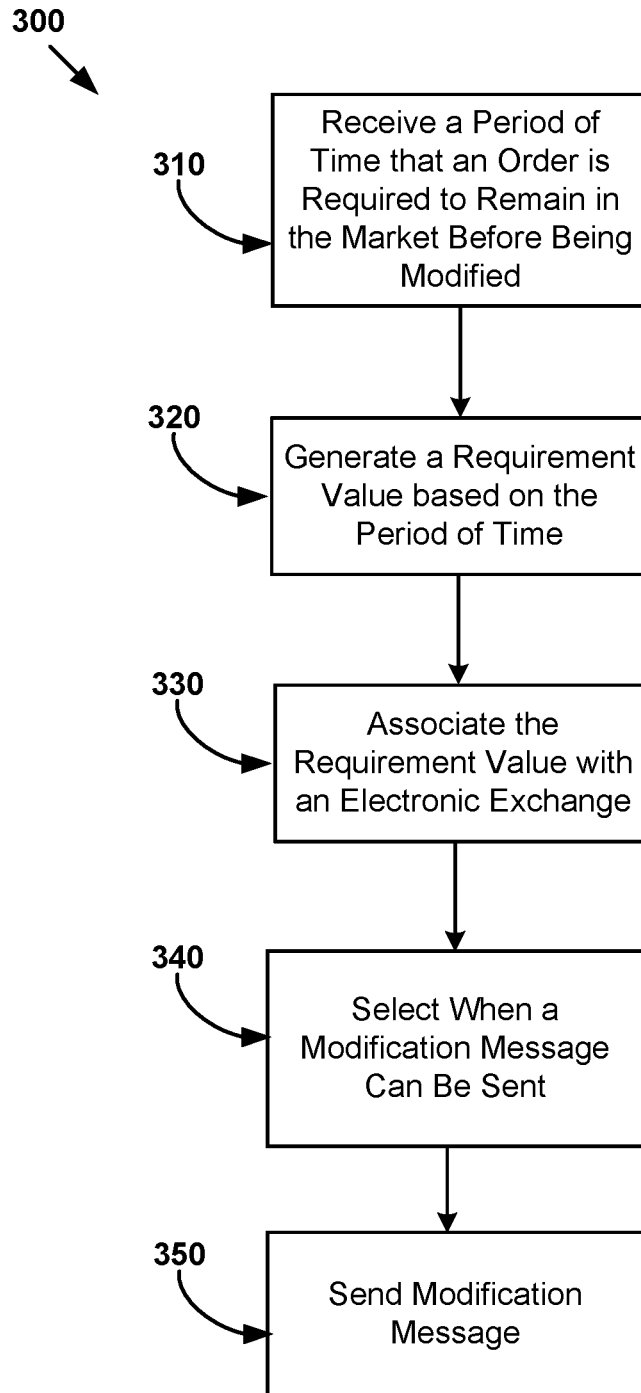 300
310
Receive a Period of
Time that an Order is
Required to Remain in
the Market Before Being
Modified
320
Generate a Requirement
Value based on the
Period of Time
330
Associate the
Requirement Value with
an Electronic Exchange
340
Select When a
Modification Message
Can Be Sent
350
Send Modification
Message